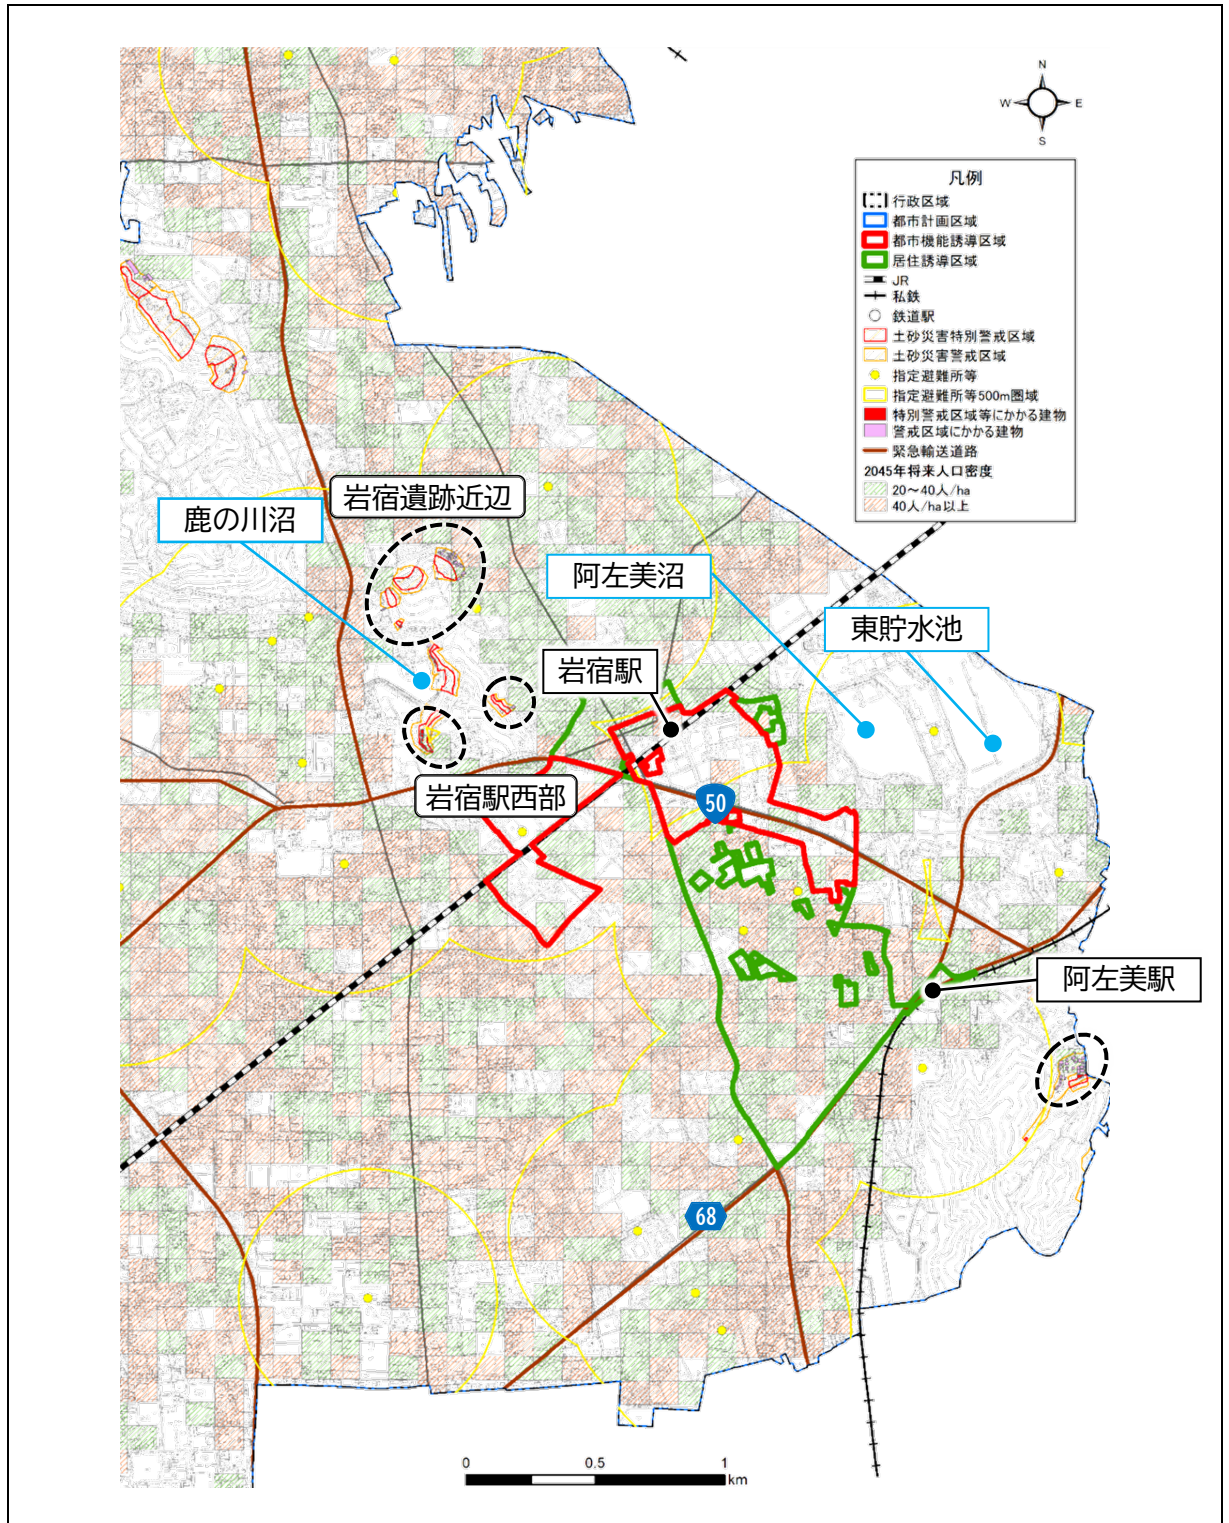 N
W E
S
凡例
行政区域
都市計画区域
都市機能誘導区域
居住誘導区域
JR
私鉄
鉄道駅
土砂災害特別警戒区域
土砂災害警戒区域
指定避難所等
指定避難所等500m圏域
特別警戒区域等にかかる建物
警戒区域にかかる建物
緊急輸送道路
2045年将来人口密度
20～40人/ha
40人/ha以上
岩宿遺跡近辺
鹿の川沼
阿左美沼
東貯水池
岩宿駅
岩宿駅西部
50
阿左美駅
68
0 0.5 1
km